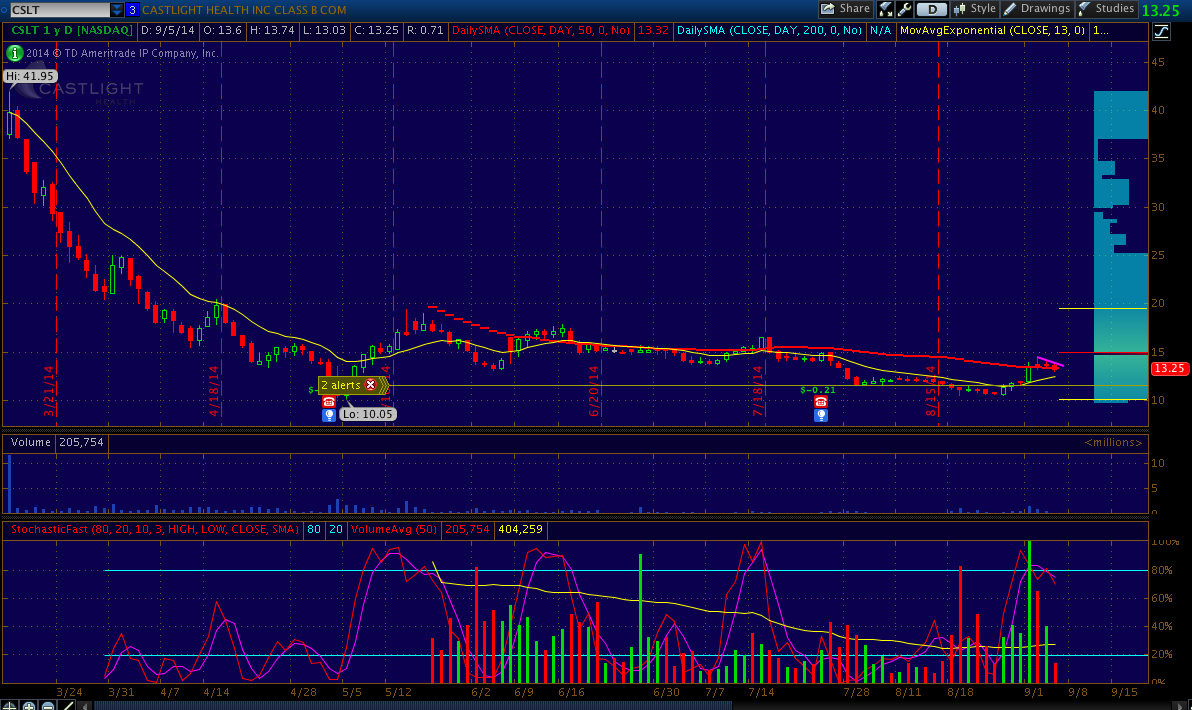 CSLT 3 CASTLIGHT HEALTH INC CLASS B COM Share D Style Drawings Studies 13.25
CSLT 1 y D [NASDAQ] D: 9/5/14 O: 13.6 H: 13.74 L: 13.03 C: 13.25 R: 0.71 DailySMA (CLOSE, DAY, 50, 0, No) 13.32 DailySMA (CLOSE, DAY, 200, 0, No) N/A MovAvgExponential (CLOSE, 13, 0) 1...
2014 © TD Ameritrade IP Company, Inc.
Hi: 41.95
CASTLIGHT
HEALTH
45
40
35
30
25
20
15
13.25
10
3/21/14
4/18/14
6/20/14
7/18/14
8/15/14
2 alerts
$-
$-0.21
Lo: 10.05
Volume 205,754 <millions>
10
5
0
StochasticFast (80, 20, 10, 3, HIGH, LOW, CLOSE, SMA) 80 20 VolumeAvg (50) 205,754 404,259
100%
80%
60%
40%
20%
0%
3/24 3/31 4/7 4/14 4/28 5/5 5/12 6/2 6/9 6/16 6/30 7/7 7/14 7/28 8/11 8/18 9/1 9/8 9/15